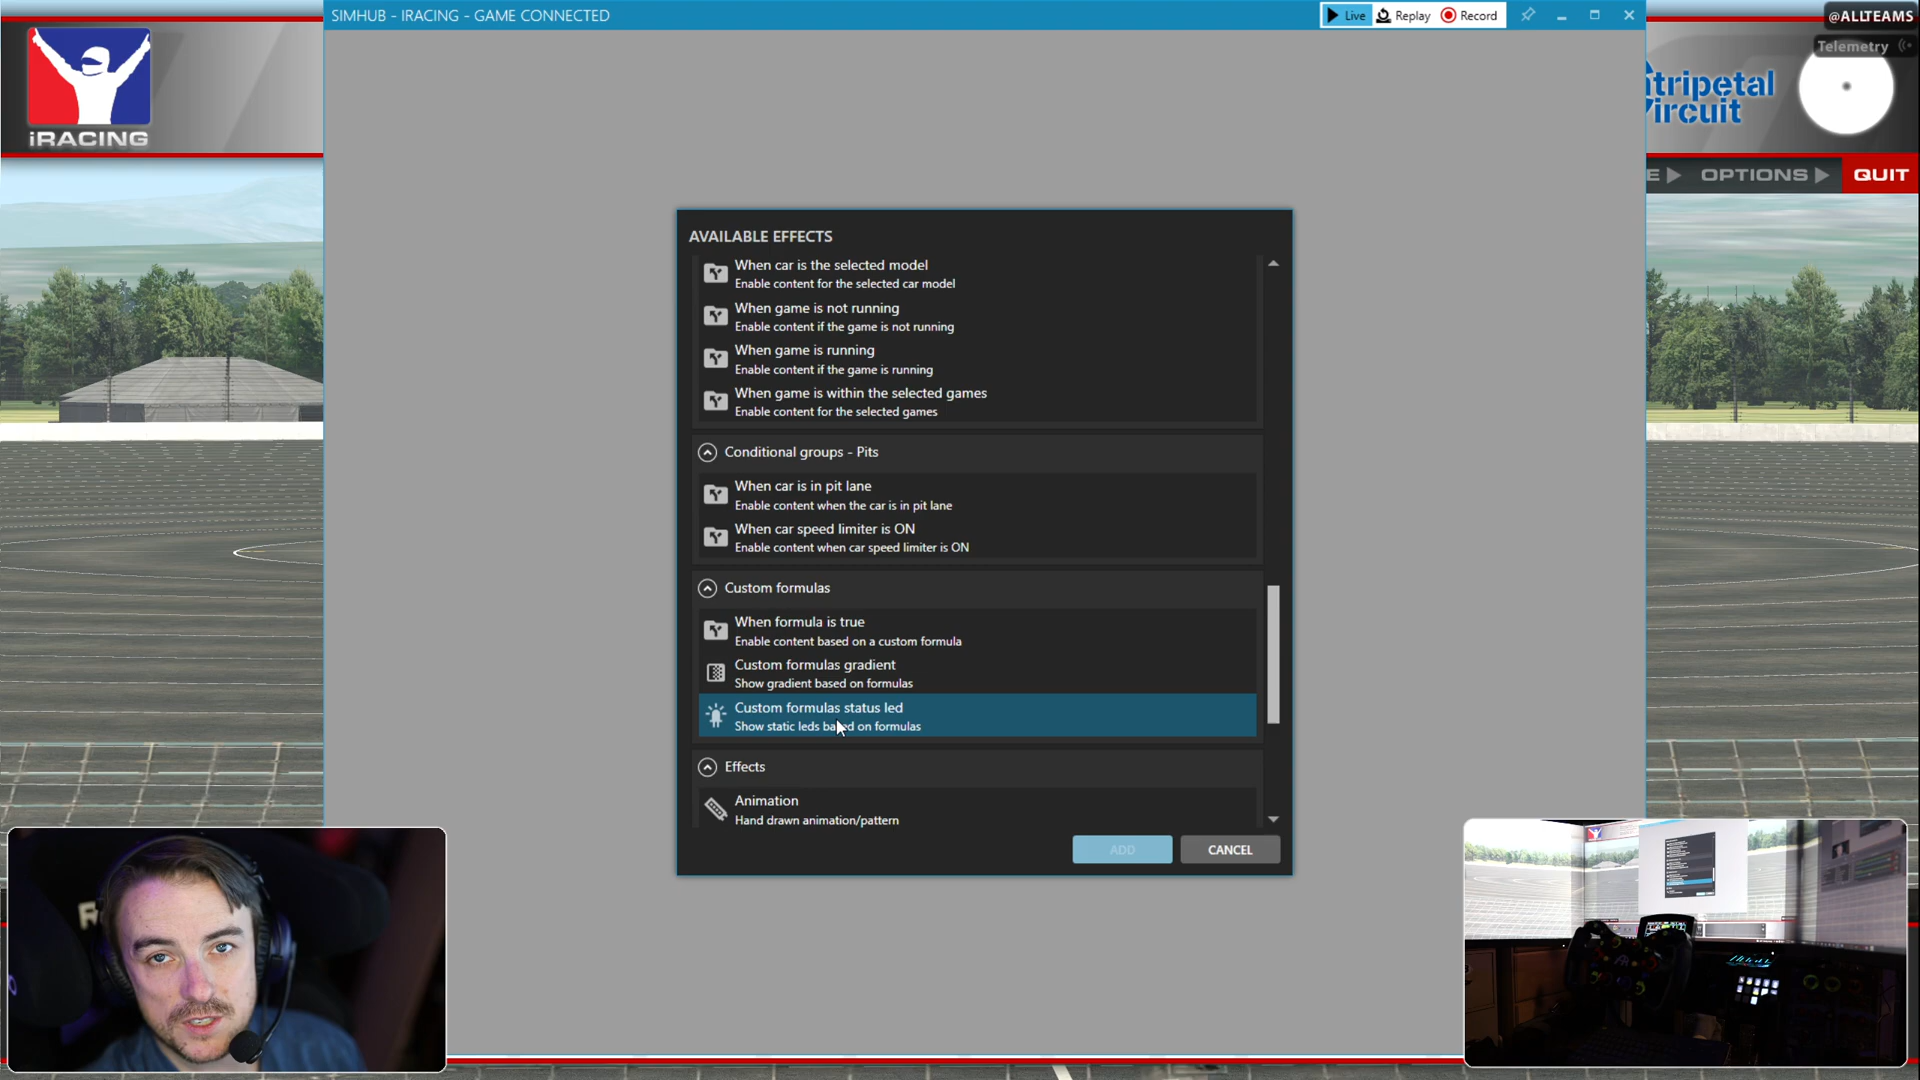 SIMHUB - IRACING - GAME CONNECTED
Live
Replay
Record
@ALLTEAMS
Telemetry
iRACING
tripetal
ircuit
E
OPTIONS
QUIT
AVAILABLE EFFECTS
When car is the selected model
Enable content for the selected car model
When game is not running
Enable content if the game is not running
When game is running
Enable content if the game is running
When game is within the selected games
Enable content for the selected games
Conditional groups - Pits
When car is in pit lane
Enable content when the car is in pit lane
When car speed limiter is ON
Enable content when car speed limiter is ON
Custom formulas
When formula is true
Enable content based on a custom formula
Custom formulas gradient
Show gradient based on formulas
Custom formulas status led
Show static leds based on formulas
Effects
Animation
Hand drawn animation/pattern
ADD
CANCEL